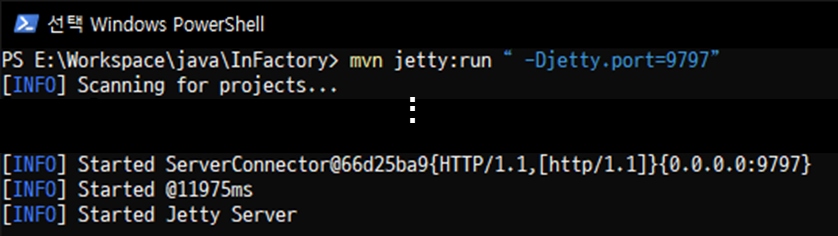 선택 Windows PowerShell
PS E:\Workspace\java\InFactory> mvn jetty:run “ -Djetty.port=9797”
[INFO] Scanning for projects...
[INFO] Started ServerConnector@66d25ba9{HTTP/1.1,[http/1.1]}{0.0.0.0:9797}
[INFO] Started @11975ms
[INFO] Started Jetty Server